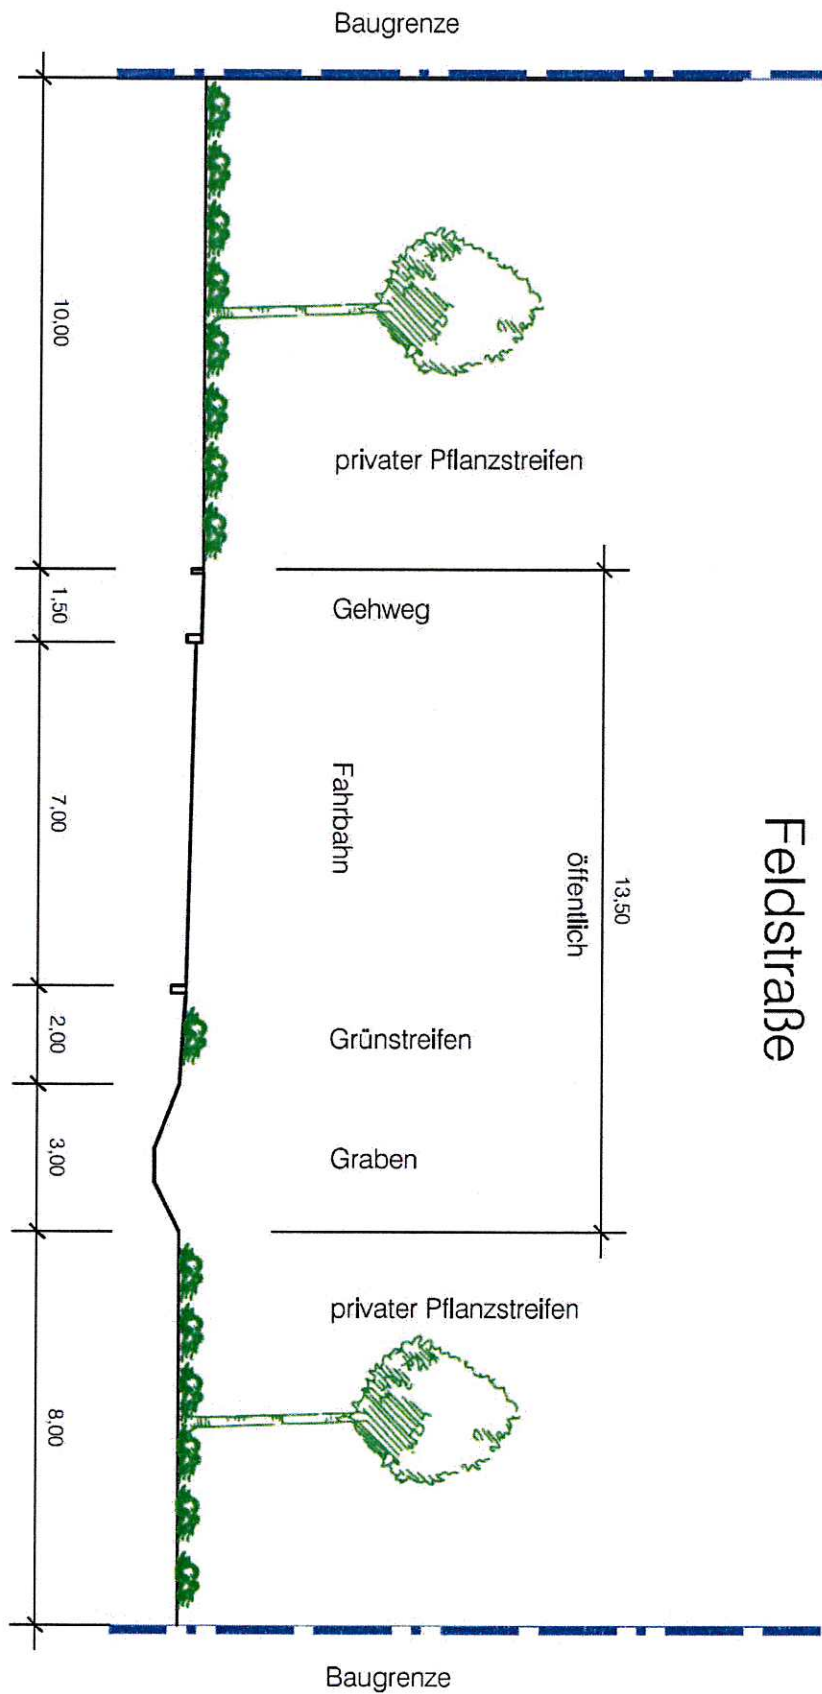 Baugrenze
10,00
privater Pflanzstreifen
1,50
Gehweg
7,00
Fahrbahn
13,50
öffentlich
Feldstraße
2,00
Grünstreifen
3,00
Graben
privater Pflanzstreifen
8,00
Baugrenze